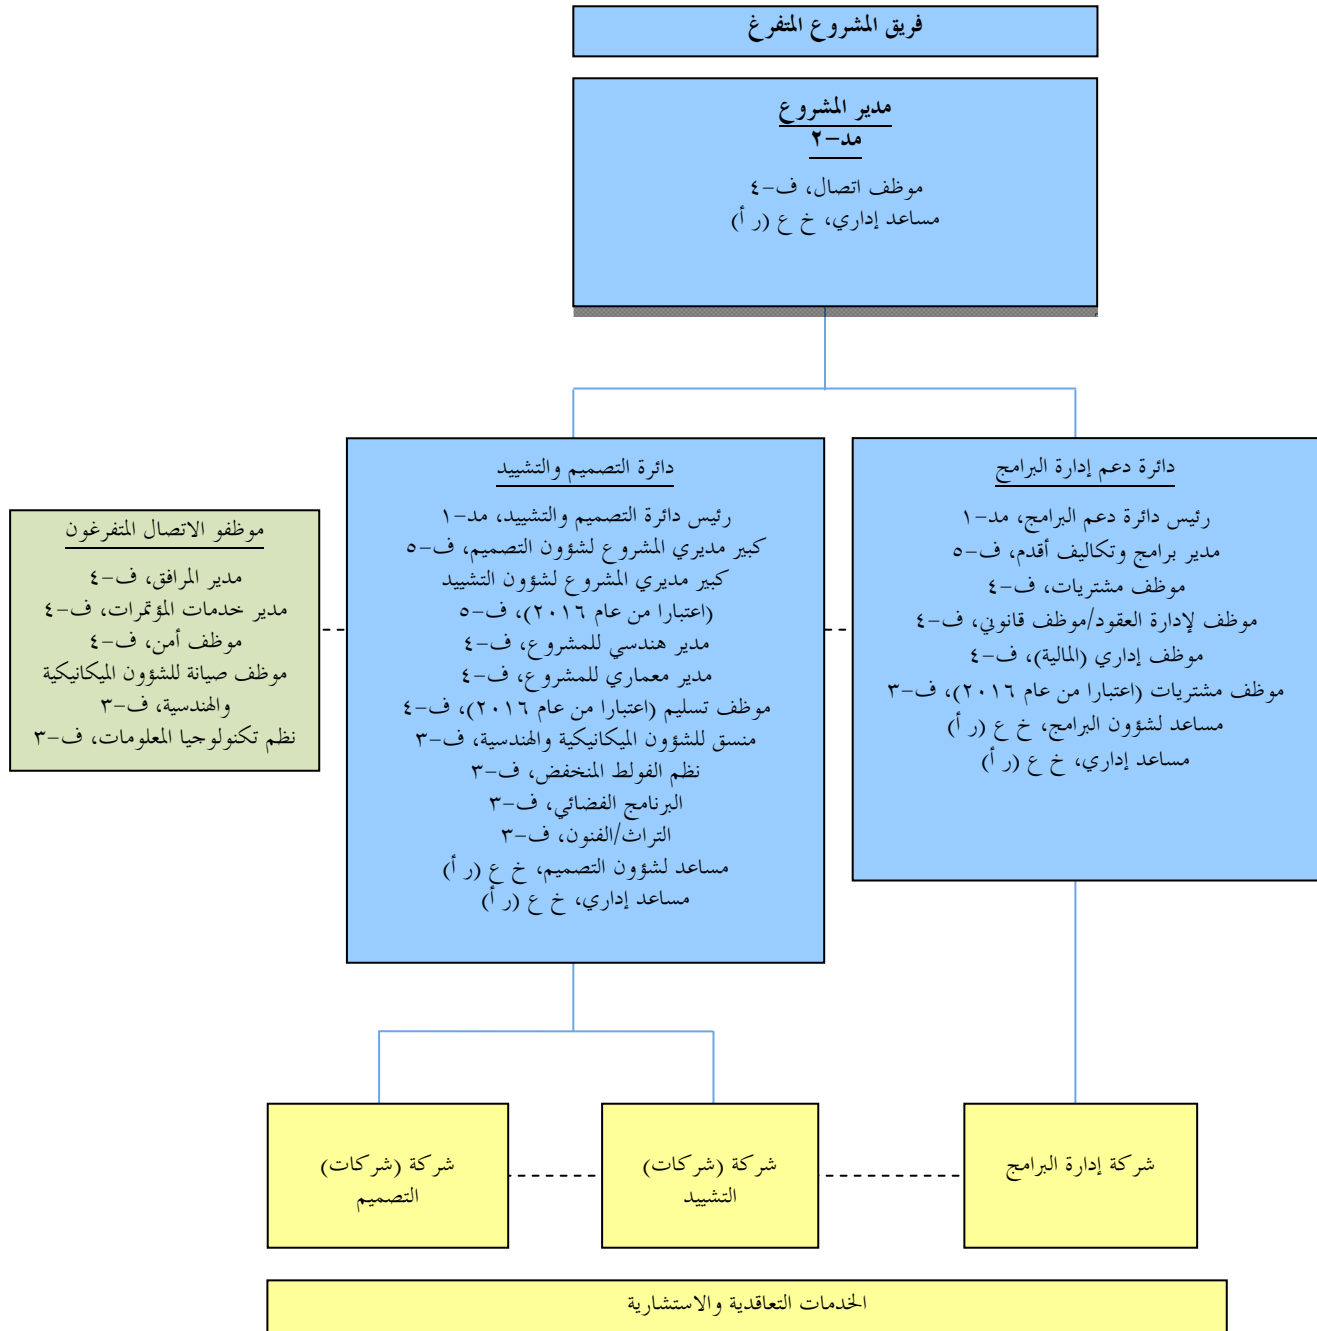 فريق المشروع المتفرغ
مدير المشروع
مد-٢
موظف اتصال، ف-٤
مساعد إداري، خ ع (ر أ)
دائرة دعم إدارة البرامج
رئيس دائرة دعم البرامج، مد-١
مدير برامج وتكاليف أقدم، ف-٥
موظف مشتريات، ف-٤
موظف لإدارة العقود/موظف قانوني، ف-٤
موظف إداري (المالية)، ف-٤
موظف مشتريات (اعتبارا من عام ٢٠١٦)، ف-٣
مساعد لشؤون البرامج، خ ع (ر أ)
مساعد إداري، خ ع (ر أ)
دائرة التصميم والتشييد
رئيس دائرة التصميم والتشييد، مد-١
كبير مديري المشروع لشؤون التصميم، ف-٥
كبير مديري المشروع لشؤون التشييد
(اعتبارا من عام ٢٠١٦)، ف-٥
مدير هندسي للمشروع، ف-٤
مدير معماري للمشروع، ف-٤
موظف تسليم (اعتبارا من عام ٢٠١٦)، ف-٤
منسق للشؤون الميكانيكية والهندسية، ف-٣
نظم الفولط المنخفض، ف-٣
البرنامج الفضائي، ف-٣
التراث/الفنون، ف-٣
مساعد لشؤون التصميم، خ ع (ر أ)
مساعد إداري، خ ع (ر أ)
موظفو الاتصال المتفرغون
مدير المرافق، ف-٤
مدير خدمات المؤتمرات، ف-٤
موظف أمن، ف-٤
موظف صيانة للشؤون الميكانيكية
والهندسية، ف-٣
نظم تكنولوجيا المعلومات، ف-٣
شركة إدارة البرامج
شركة (شركات)
التشييد
شركة (شركات)
التصميم
الخدمات التعاقدية والاستشارية